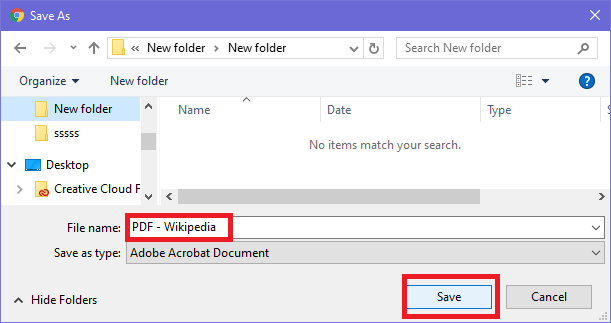 Save As
« New folder › New folder
Search New folder
Organize New folder
New folder
sssss
Desktop
Creative Cloud F
Name Date Type Size
No items match your search.
File name: PDF - Wikipedia
Save as type: Adobe Acrobat Document
Hide Folders
Save
Cancel